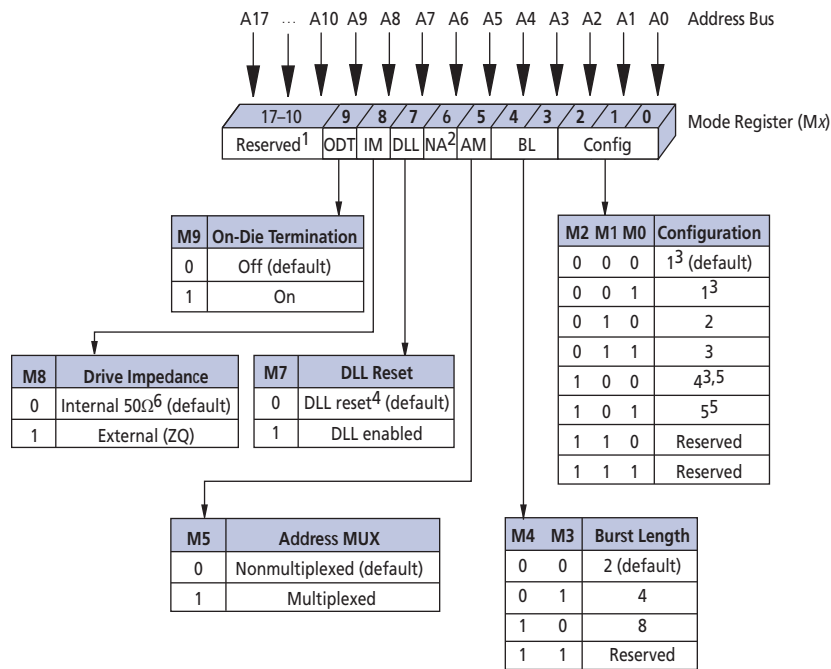 A17 ... A10 A9 A8 A7 A6 A5 A4 A3 A2 A1 A0 Address Bus
17–10 9 8 7 6 5 4 3 2 1 0 Mode Register (Mx)
Reserved1 ODT IM DLL NA2 AM BL Config
M9 On-Die Termination
0 Off (default)
1 On
M2 M1 M0 Configuration
0 0 0 13 (default)
0 0 1 13
0 1 0 2
0 1 1 3
1 0 0 43,5
1 0 1 55
1 1 0 Reserved
1 1 1 Reserved
M8 Drive Impedance
0 Internal 50Ω6 (default)
1 External (ZQ)
M7 DLL Reset
0 DLL reset4 (default)
1 DLL enabled
M5 Address MUX
0 Nonmultiplexed (default)
1 Multiplexed
M4 M3 Burst Length
0 0 2 (default)
0 1 4
1 0 8
1 1 Reserved